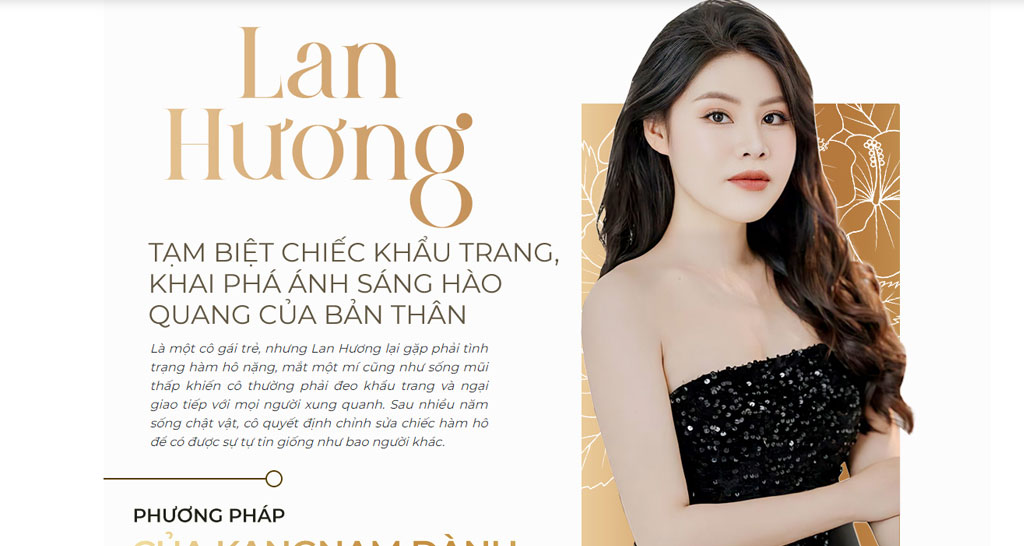 Lan
Hương
TẠM BIỆT CHIẾC KHẨU TRANG,
KHAI PHÁ ÁNH SÁNG HÀO
QUANG CỦA BẢN THÂN
Là một cô gái trẻ, nhưng Lan Hương lại gặp phải tình
trạng hàm hô nặng, mắt một mí cũng như sống mũi
thấp khiến cô thường phải đeo khẩu trang và ngại
giao tiếp với mọi người xung quanh. Sau nhiều năm
sống chật vật, cô quyết định chỉnh sửa chiếc hàm hô
để có được sự tự tin giống như bao người khác.
PHƯƠNG PHÁP
CỦA KANGNAM DÀNH